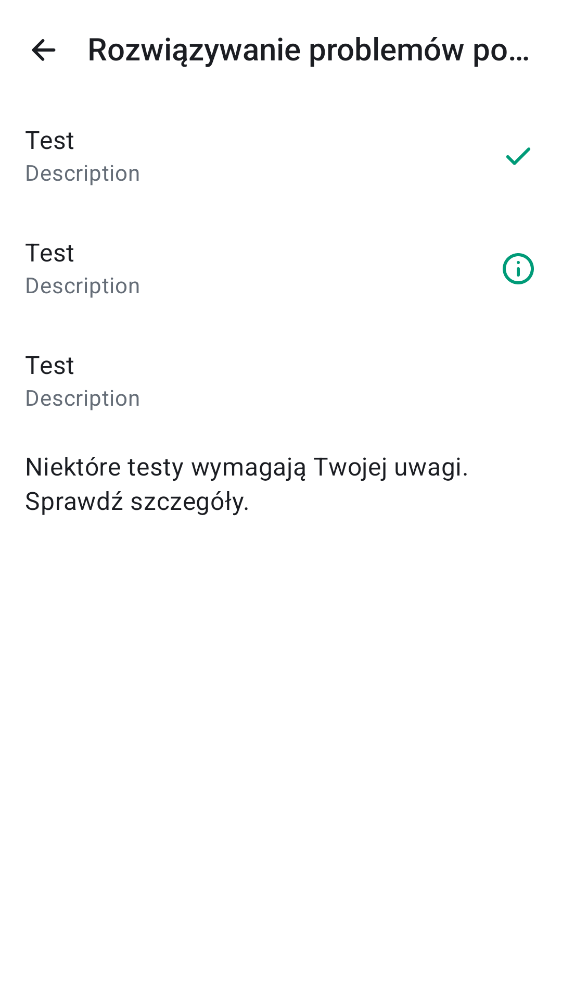 Rozwiązywanie problemów po...
Test
Description
Test
Description
Test
Description
Niektóre testy wymagają Twojej uwagi.
Sprawdź szczegóły.